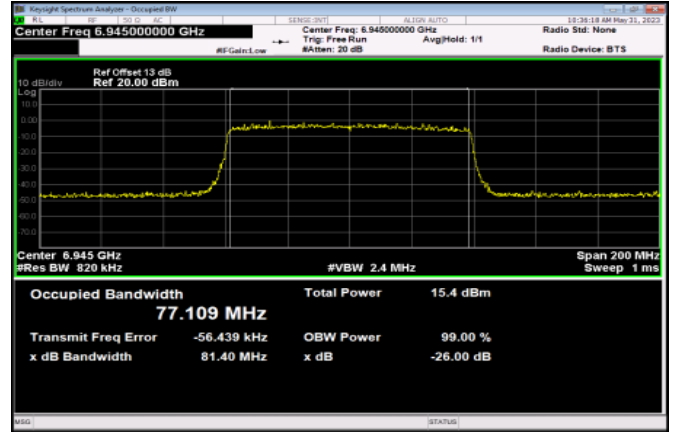 Keysight Spectrum Analyzer - Occupied BW
RL RF 50 Ω AC SENSE:INT ALIGN AUTO 10:36:18 AM May 31, 2023
Center Freq 6.945000000 GHz Center Freq: 6.945000000 GHz Radio Std: None
Trig: Free Run Avg|Hold: 1/1
#IFGain:Low #Atten: 20 dB Radio Device: BTS
Ref Offset 13 dB
10 dB/div Ref 20.00 dBm
Log
10.0
0.00
-10.0
-20.0
-30.0
-40.0
-50.0
-60.0
-70.0
Center 6.945 GHz Span 200 MHz
#Res BW 820 kHz #VBW 2.4 MHz Sweep 1 ms
Occupied Bandwidth Total Power 15.4 dBm
77.109 MHz
Transmit Freq Error -56.439 kHz OBW Power 99.00 %
x dB Bandwidth 81.40 MHz x dB -26.00 dB
MSG STATUS